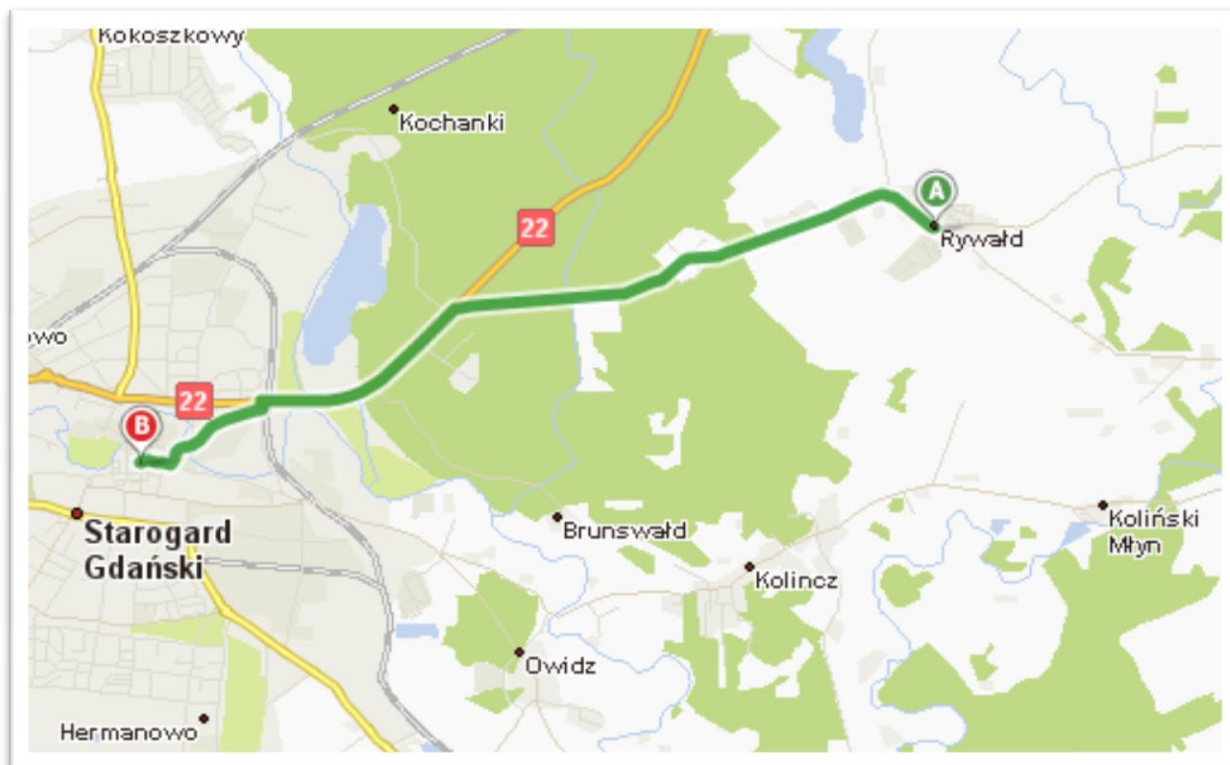 Kokoszkowy
Kochanki
22
A
Rywałd
owo
22
B
Starogard
Gdański
Brunswałd
Koliński
Młyn
Kolincz
Owidz
Hermanowo